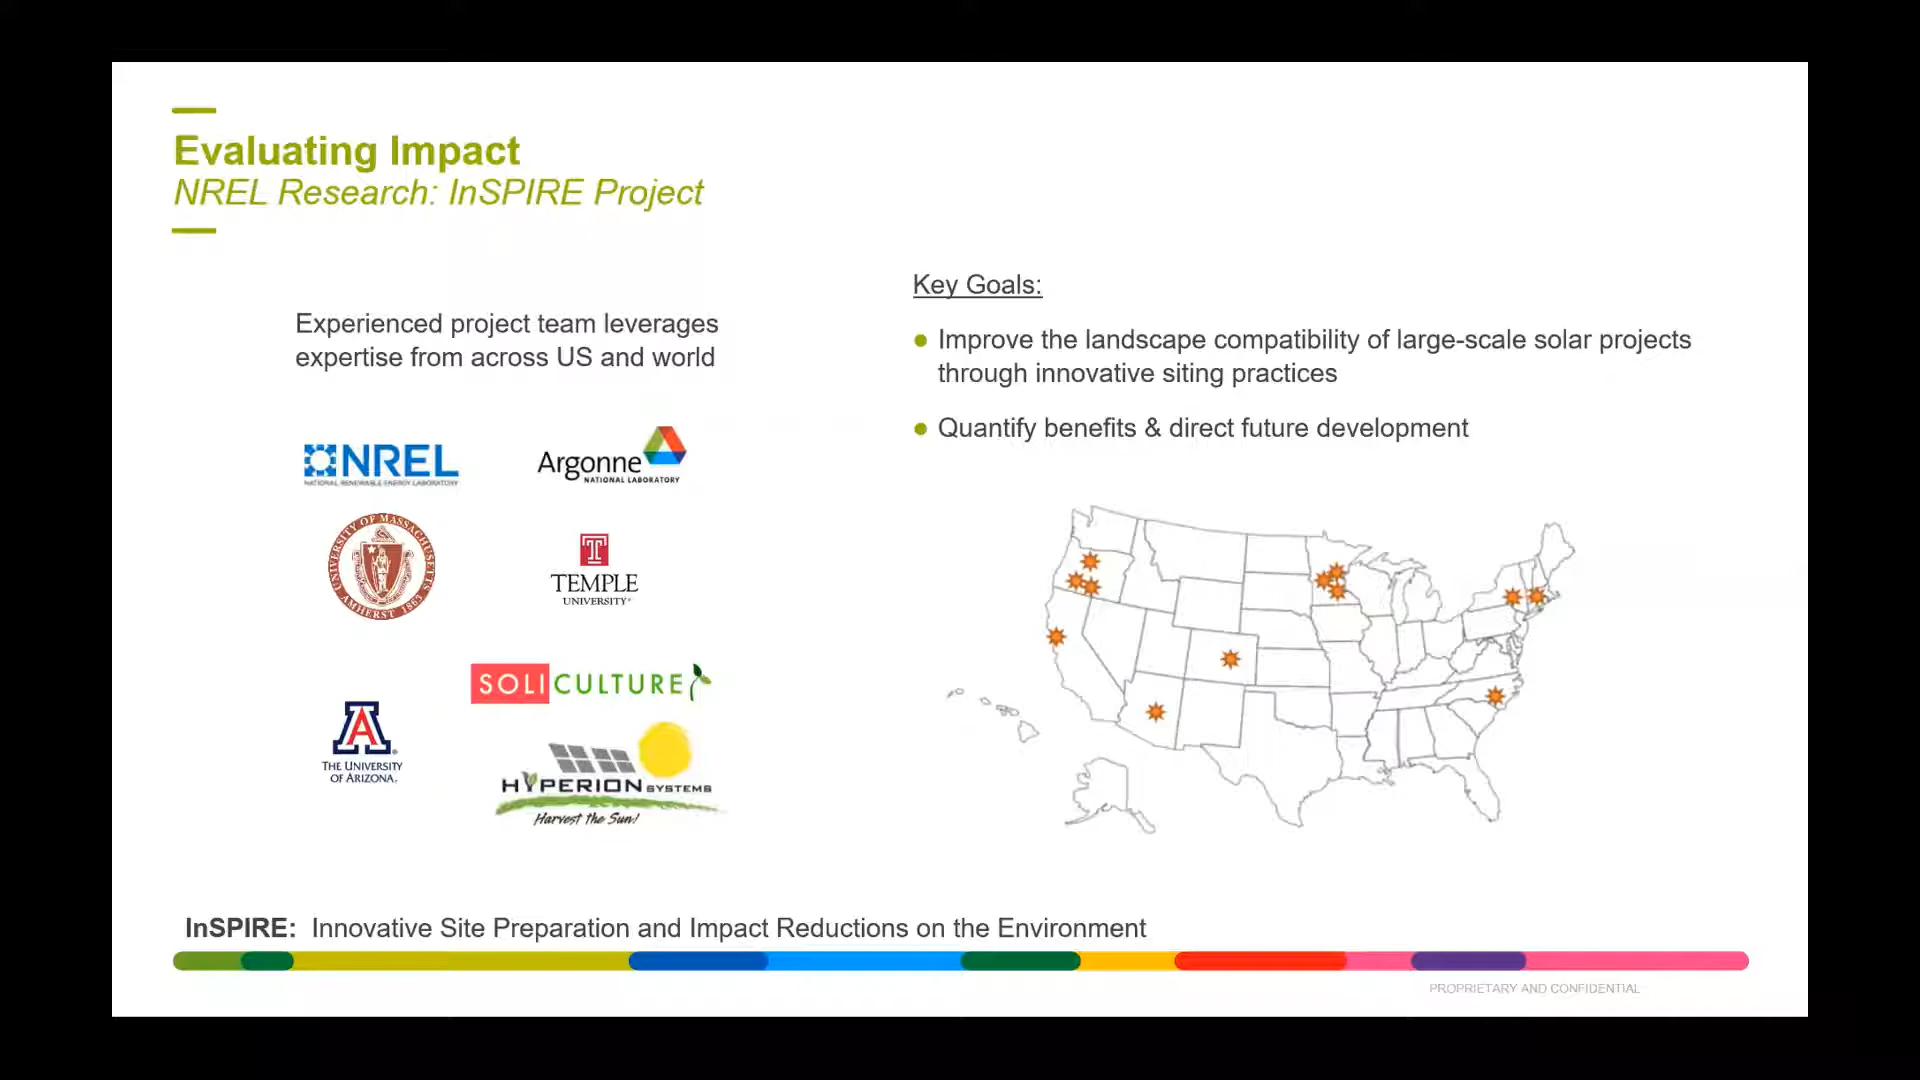 Evaluating Impact
NREL Research: InSPIRE Project
Experienced project team leverages
expertise from across US and world
NREL
NATIONAL RENEWABLE ENERGY LABORATORY
Argonne
NATIONAL LABORATORY
UNIVERSITY OF MASSACHUSETTS
AMHERST 1863
TEMPLE
UNIVERSITY®
SOLICULTURE
THE UNIVERSITY
OF ARIZONA.
HYPERION SYSTEMS
Harvest the Sun!
Key Goals:
Improve the landscape compatibility of large-scale solar projects
through innovative siting practices
Quantify benefits & direct future development
InSPIRE: Innovative Site Preparation and Impact Reductions on the Environment
PROPRIETARY AND CONFIDENTIAL